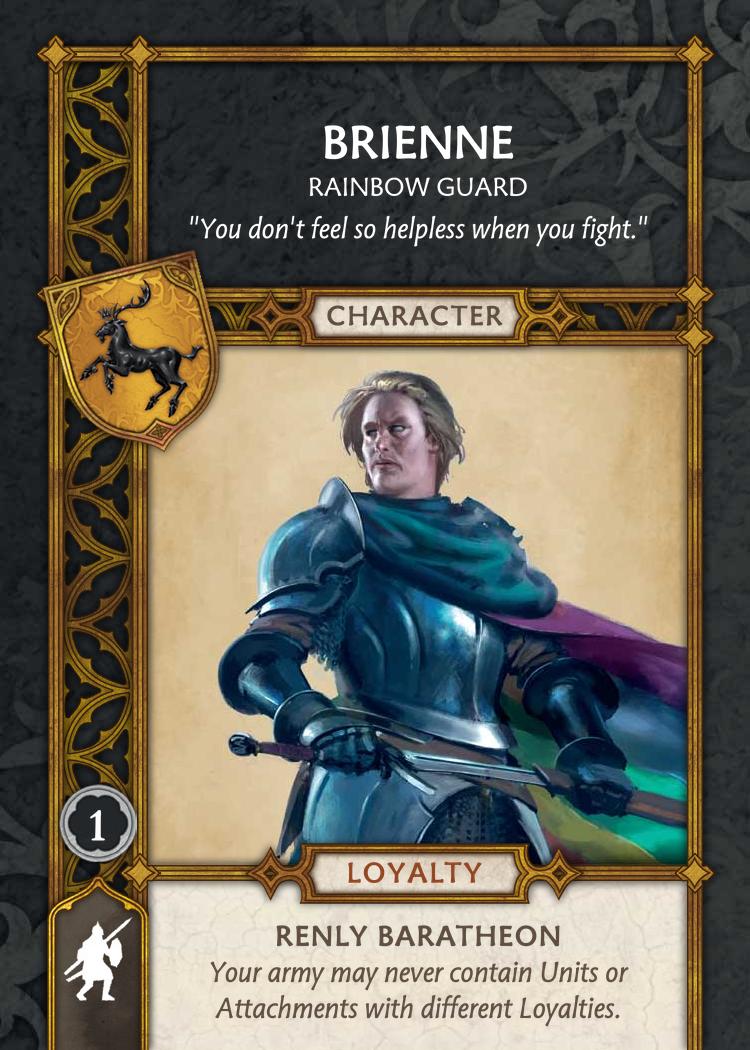 BRIENNE
RAINBOW GUARD
"You don't feel so helpless when you fight."
CHARACTER
1
LOYALTY
RENLY BARATHEON
Your army may never contain Units or
Attachments with different Loyalties.